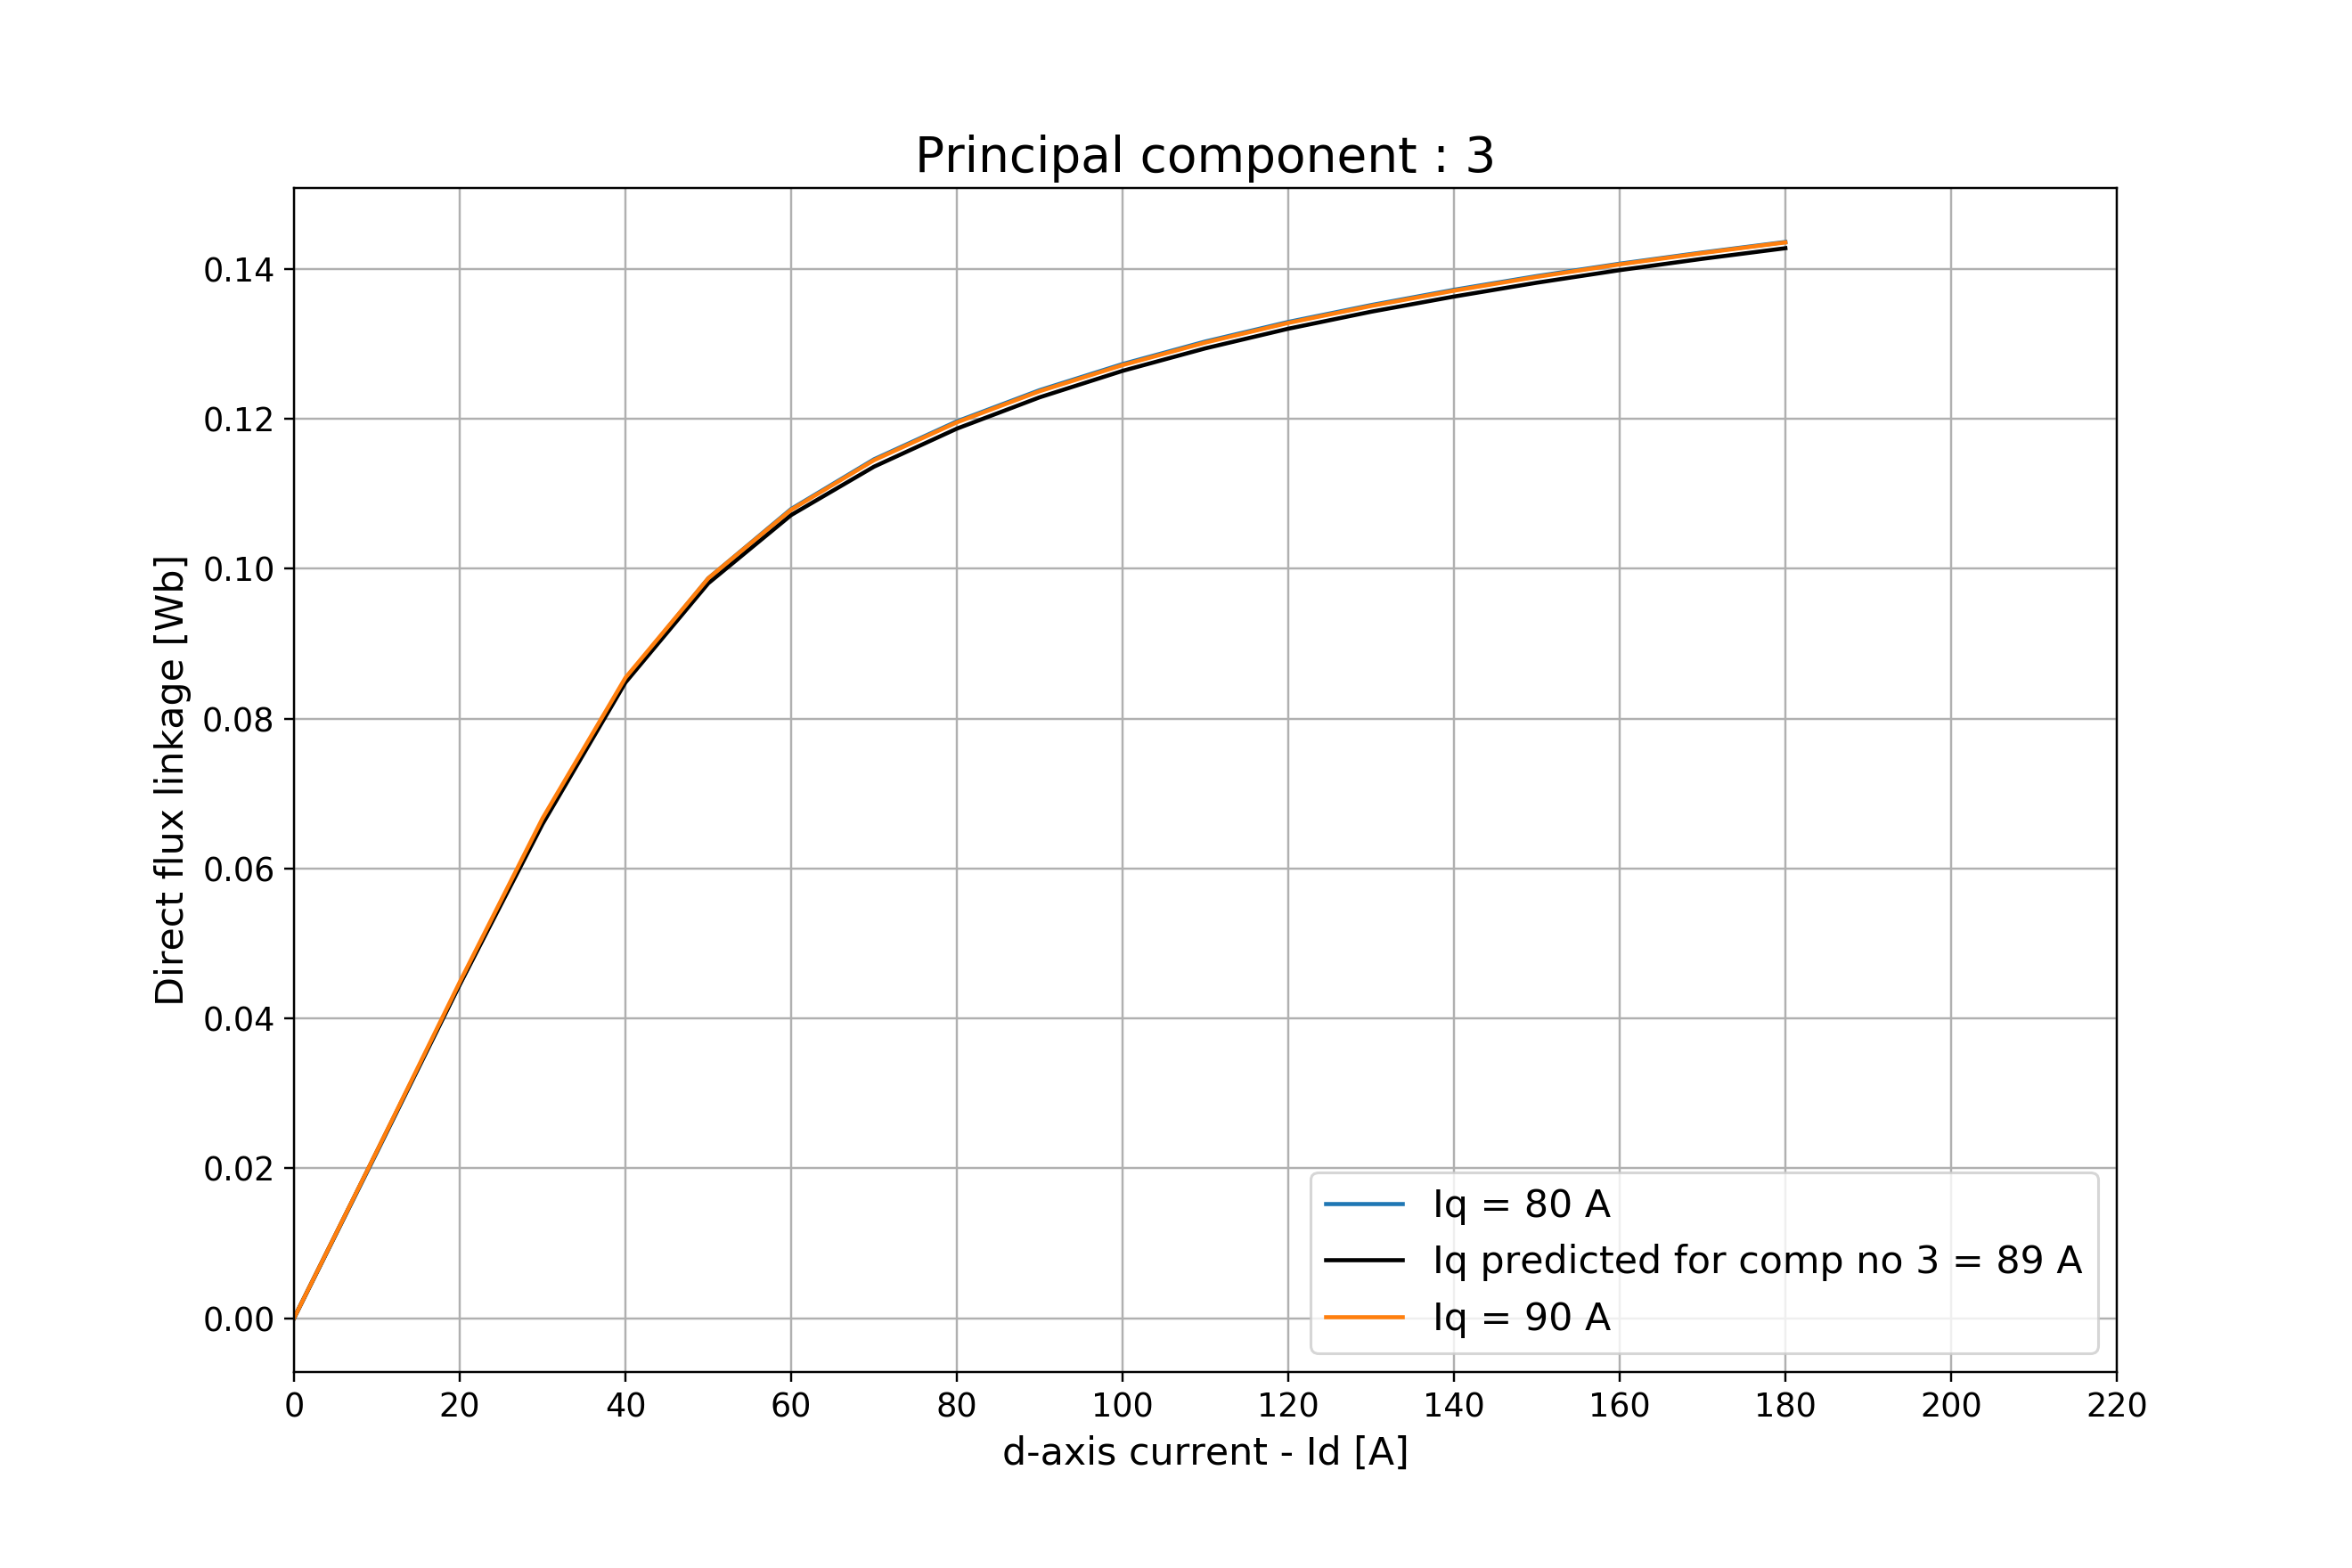 Principal component : 3
Direct flux linkage [Wb]
0.14
0.12
0.10
0.08
0.06
0.04
0.02
0.00
Iq = 80 A
Iq predicted for comp no 3 = 89 A
Iq = 90 A
0 20 40 60 80 100 120 140 160 180 200 220
d-axis current - Id [A]